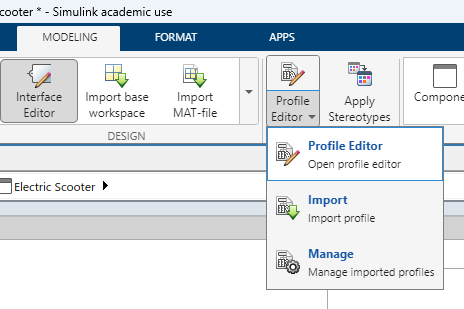 cooter * - Simulink academic use
MODELING FORMAT APPS
Interface Editor
Import base workspace
Import MAT-file
Profile Editor
Apply Stereotypes
Compone
DESIGN
Profile Editor
Open profile editor
Import
Import profile
Manage
Manage imported profiles
Electric Scooter